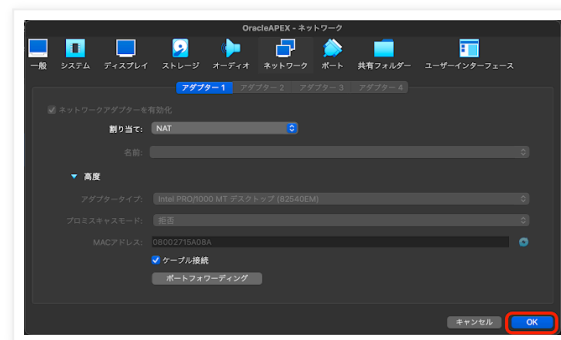 OracleAPEX - ネットワーク
一般 システム ディスプレイ ストレージ オーディオ ネットワーク ポート 共有フォルダー ユーザーインターフェース
アダプター 1 アダプター 2 アダプター 3 アダプター 4
ネットワークアダプターを有効化
割り当て: NAT
名前:
高度
アダプタータイプ: Intel PRO/1000 MT デスクトップ (82540EM)
プロミスキャスモード: 拒否
MACアドレス: 08002715A08A
ケーブル接続
ポートフォワーディング
キャンセル OK